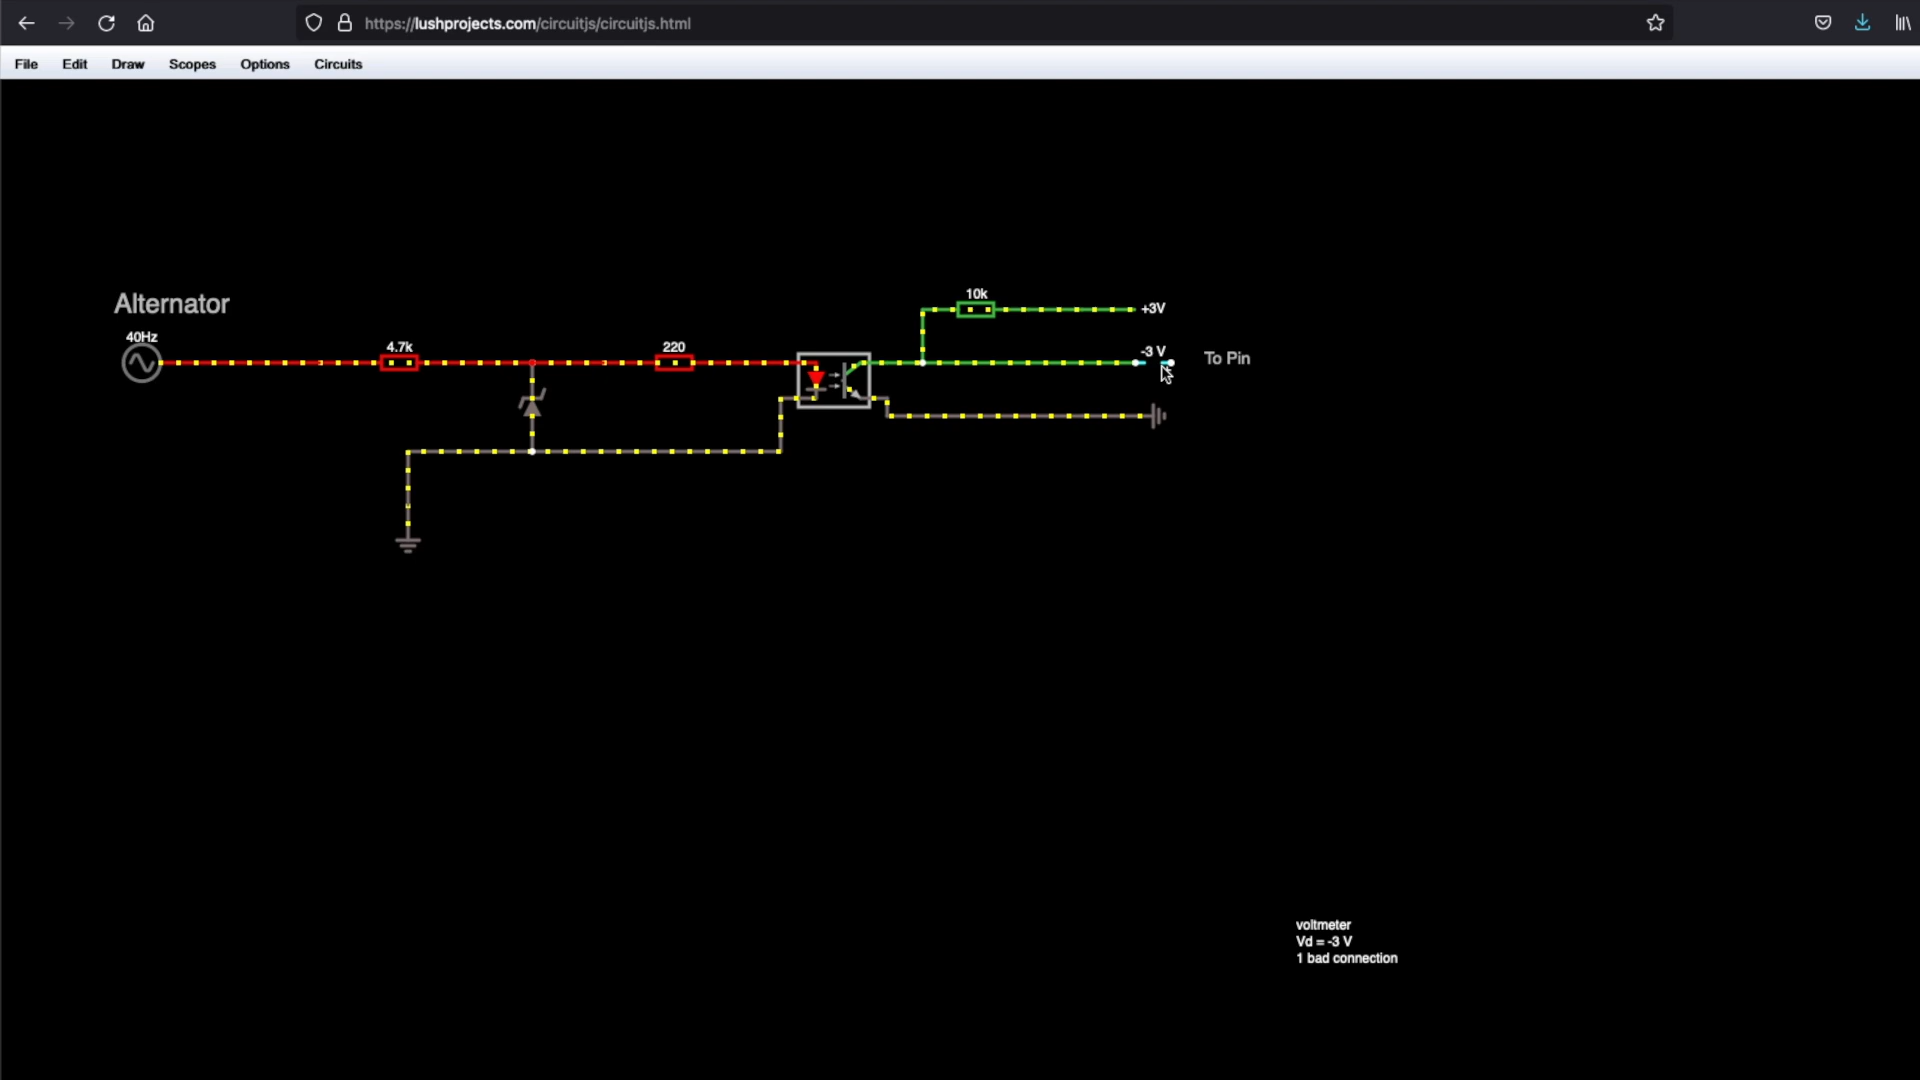 https://lushprojects.com/circuitjs/circuitjs.html
File Edit Draw Scopes Options Circuits
Alternator
40Hz
4.7k
220
10k
+3V
-3 V
To Pin
voltmeter
Vd = -3 V
1 bad connection